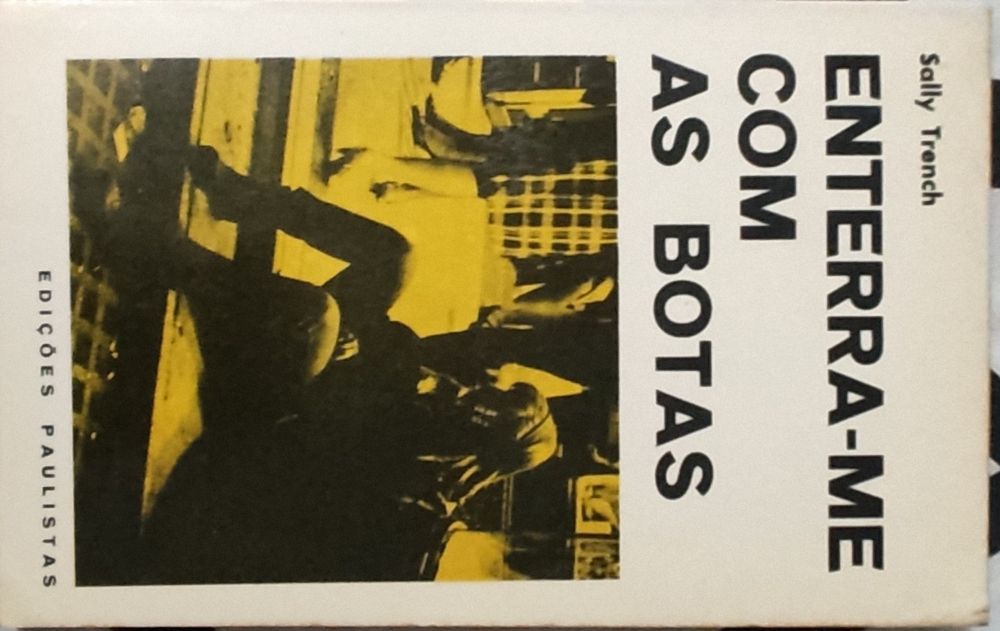 Sally Trench
ENTERRA-ME
COM
AS BOTAS
EDIÇÕES PAULISTAS